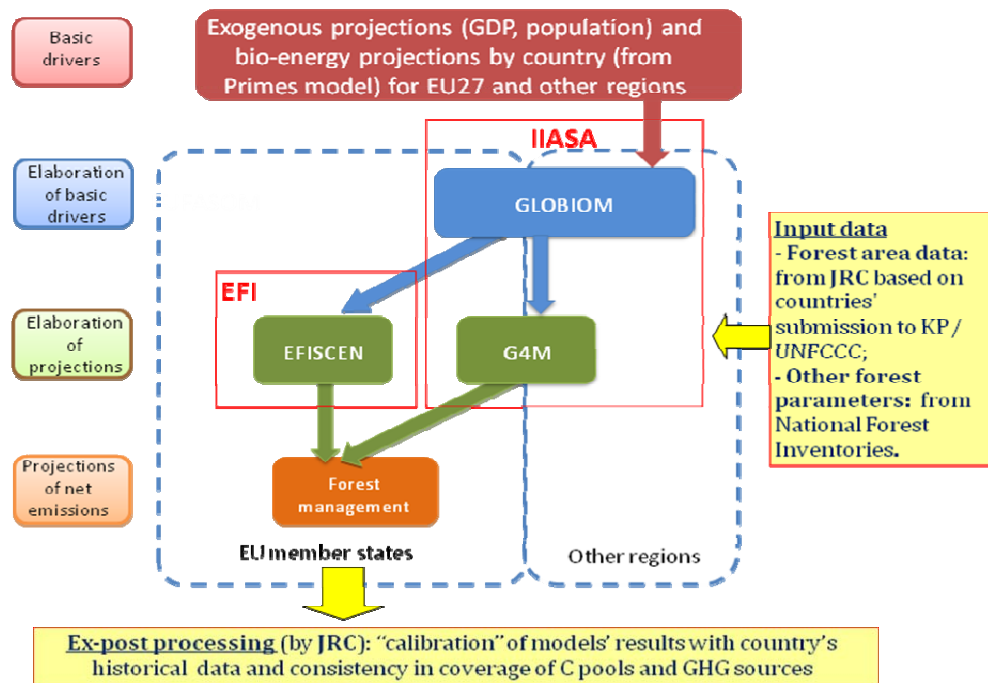 Basic
drivers
Exogenous projections (GDP, population) and
bio-energy projections by country (from
Primes model) for EU27 and other regions
IIASA
Elaboration
of basic
drivers
GLOBIOM
Input data
- Forest area data:
from JRC based on
countries'
submission to KP/
UNFCCC;
- Other forest
parameters: from
National Forest
Inventories.
EFI
Elaboration
of
projections
EFISCEN
G4M
Projections
of net
emissions
Forest
management
EU member states
Other regions
Ex-post processing (by JRC): “calibration” of models’ results with country’s
historical data and consistency in coverage of C pools and GHG sources